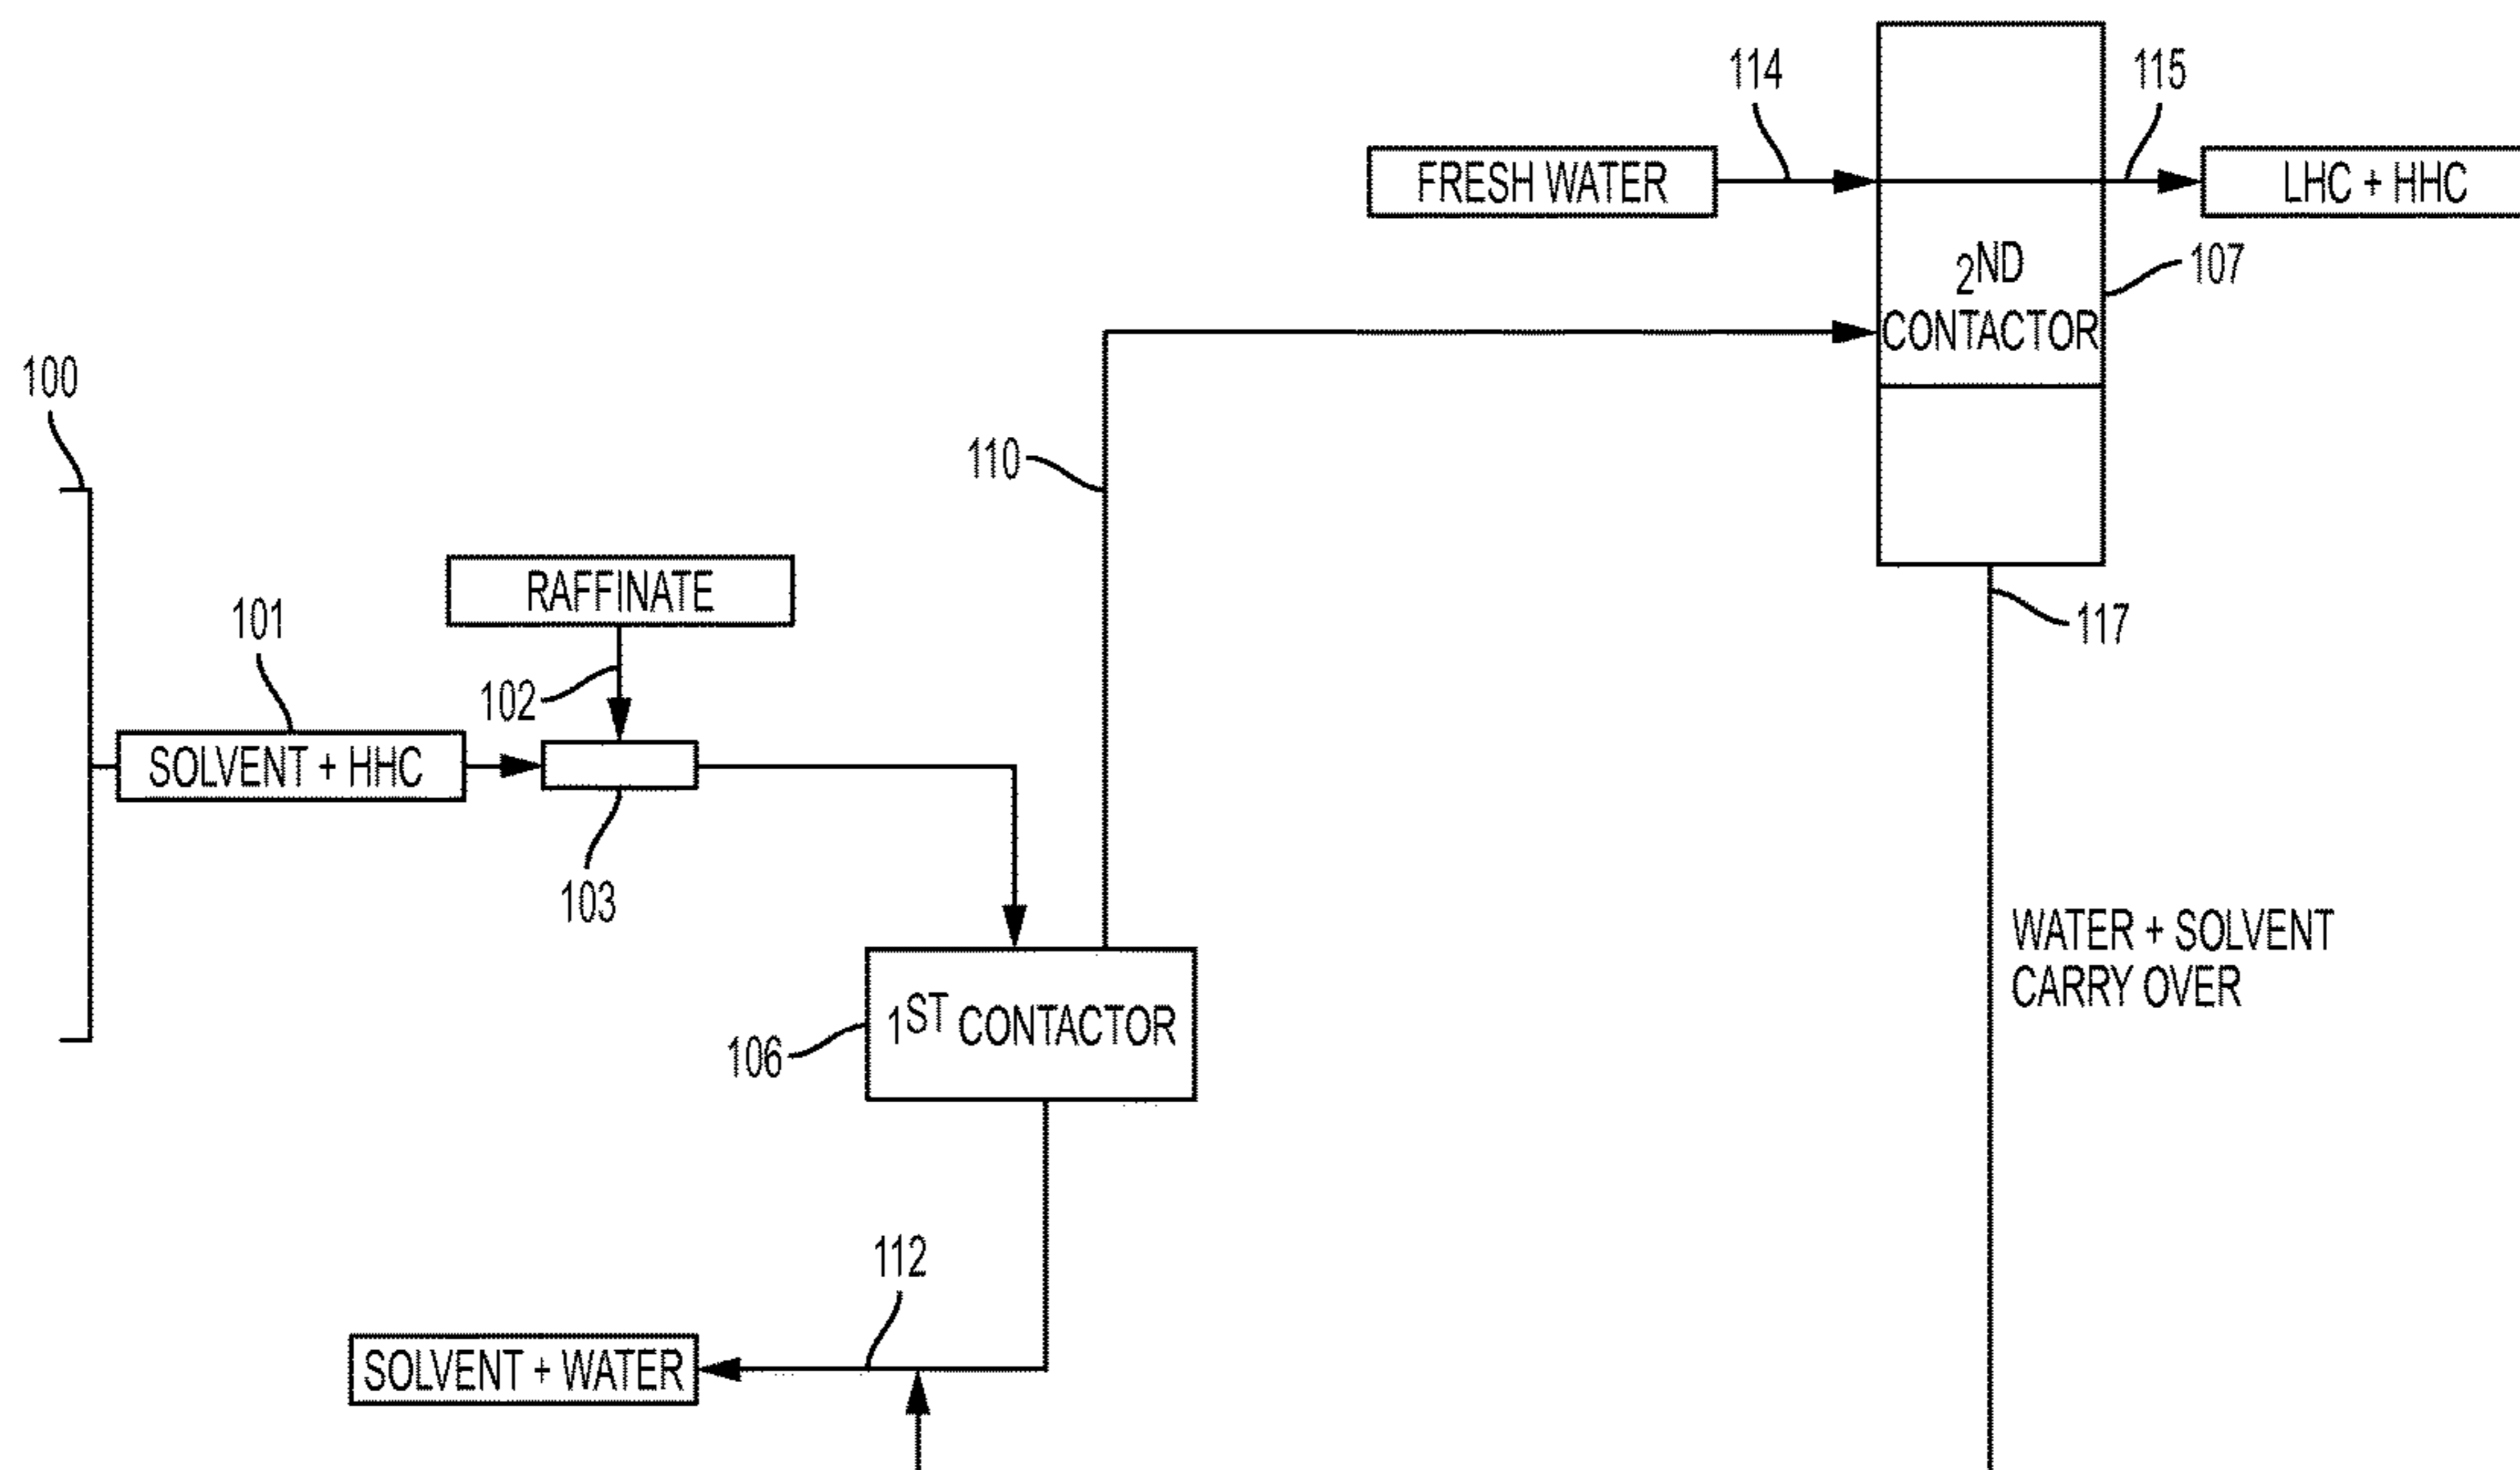 114
115
FRESH WATER
LHC + HHC
2ND
CONTACTOR
107
100
110
RAFFINATE
101
117
102
SOLVENT + HHC
103
WATER + SOLVENT
CARRY OVER
1ST CONTACTOR
106
112
SOLVENT + WATER